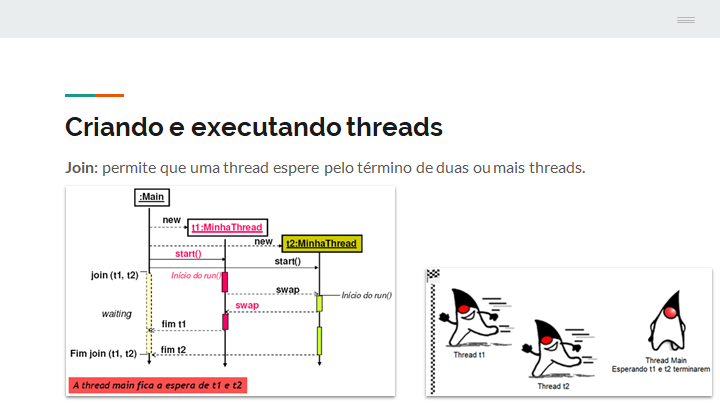 Criando e executando threads
Join: permite que uma thread espere pelo término de duas ou mais threads.
:Main
new
t1:MinhaThread
new
t2:MinhaThread
start()
start()
join (t1, t2)
Início do run()
swap
Início do run()
swap
waiting
fim t1
Fim join (t1, t2)
fim t2
A thread main fica a espera de t1 e t2
Thread t1
Thread t2
Thread Main
Esperando t1 e t2 terminarem